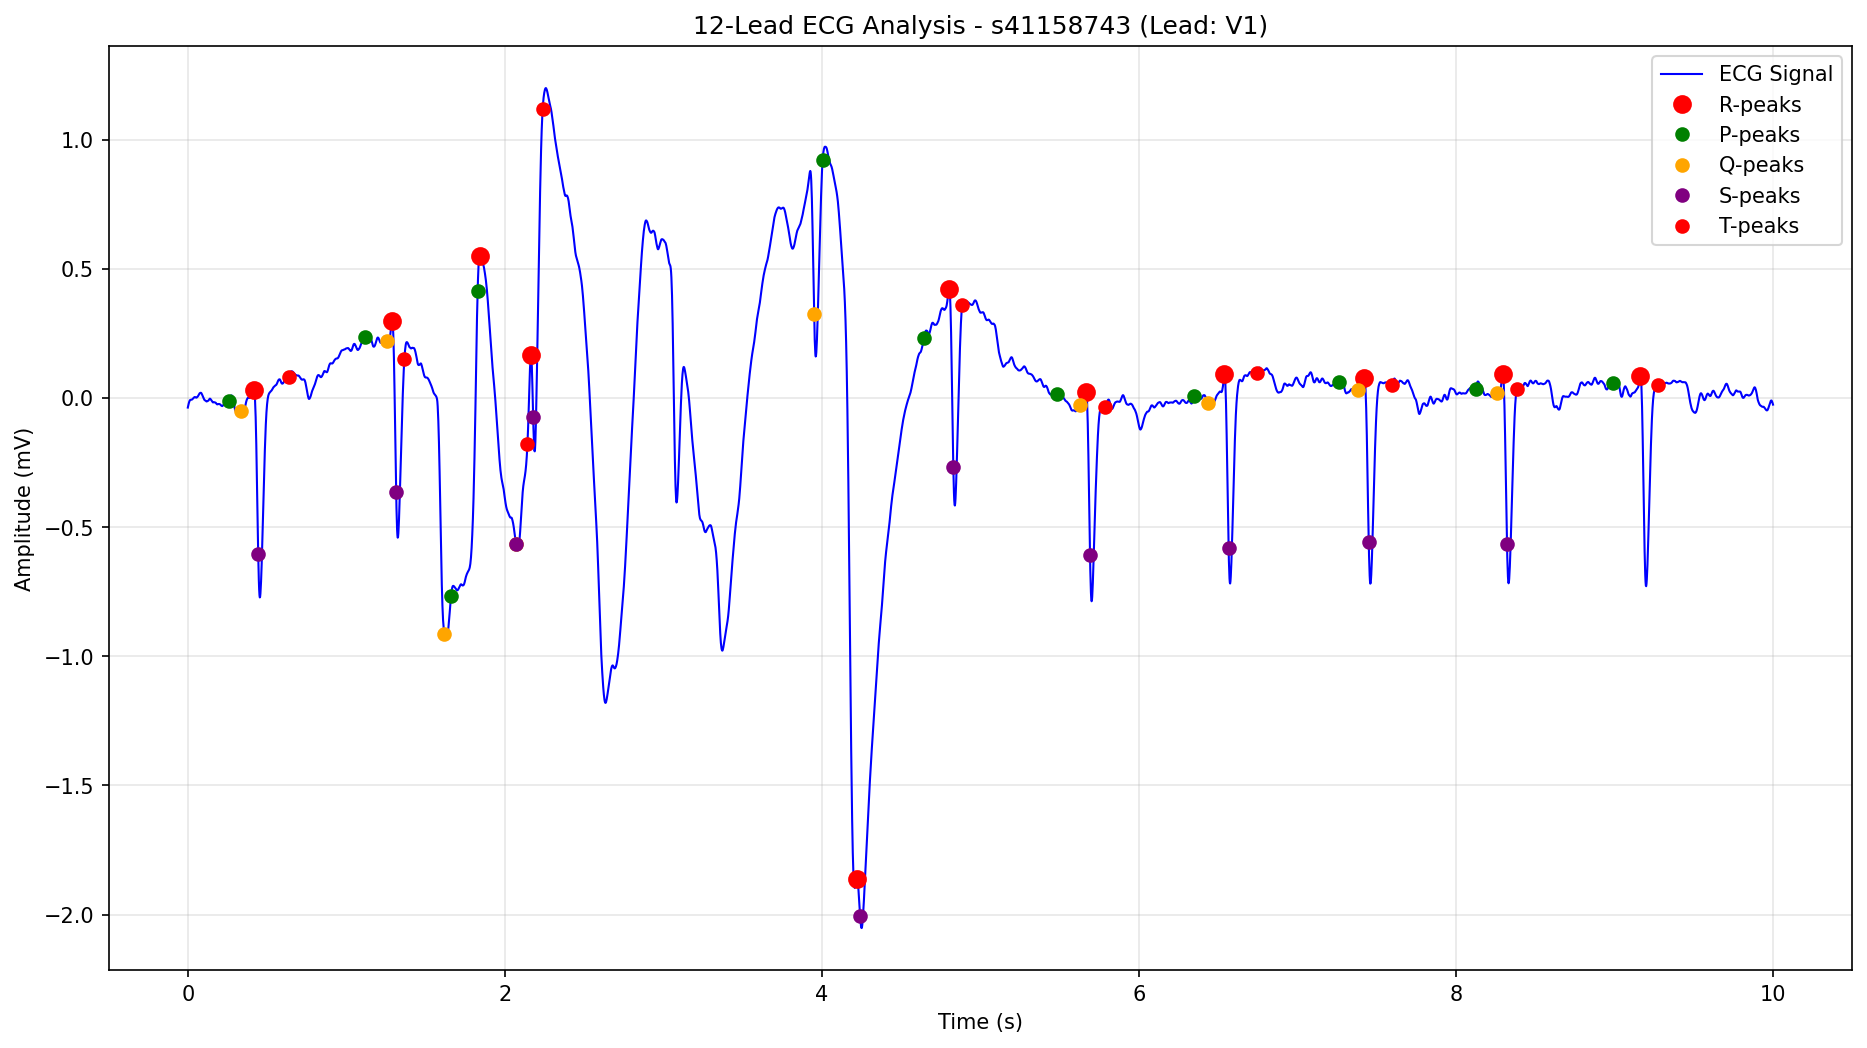 12-Lead ECG Analysis - s41158743 (Lead: V1)
ECG Signal
R-peaks
P-peaks
Q-peaks
S-peaks
T-peaks
Amplitude (mV)
1.0
0.5
0.0
−0.5
−1.0
−1.5
−2.0
0
2
4
6
8
10
Time (s)